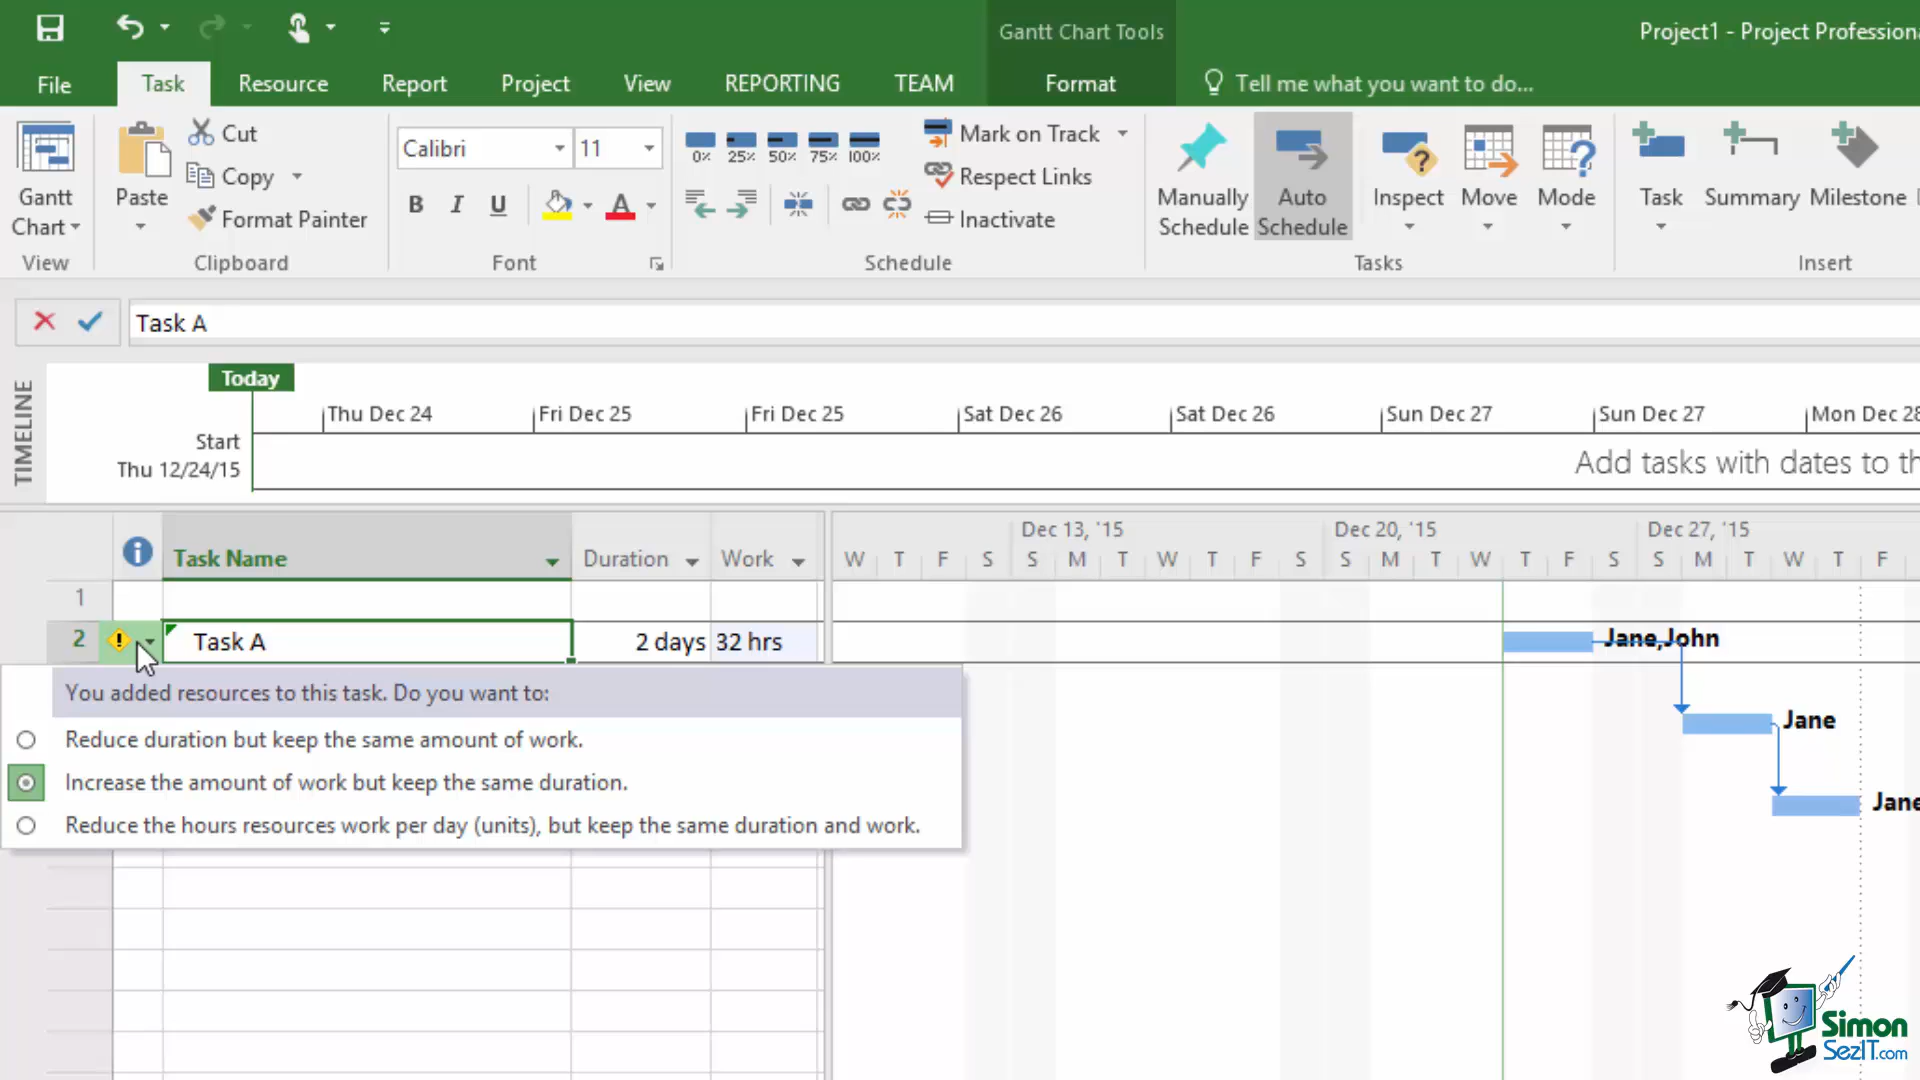 Gantt Chart Tools
Project1 - Project Professiona
File Task Resource Report Project View REPORTING TEAM Format Tell me what you want to do...
Gantt Chart
View
Paste
Cut
Copy
Format Painter
Clipboard
Calibri 11
B I U A
Font
0% 25% 50% 75% 100%
Mark on Track
Respect Links
Inactivate
Schedule
Manually Schedule
Auto Schedule
Inspect
Move
Mode
Tasks
Task
Summary
Milestone
Insert
Task A
TIMELINE
Today
Thu Dec 24 Fri Dec 25 Fri Dec 25 Sat Dec 26 Sat Dec 26 Sun Dec 27 Sun Dec 27 Mon Dec 28
Start
Thu 12/24/15
Add tasks with dates to th
Dec 13, '15 Dec 20, '15 Dec 27, '15
Task Name Duration Work
W T F S S M T W T F S S M T W T F S S M T W T F
1
2 Task A 2 days 32 hrs Jane,John
You added resources to this task. Do you want to:
Reduce duration but keep the same amount of work.
Increase the amount of work but keep the same duration.
Reduce the hours resources work per day (units), but keep the same duration and work.
Jane
Jane
Simon
SezIT.com